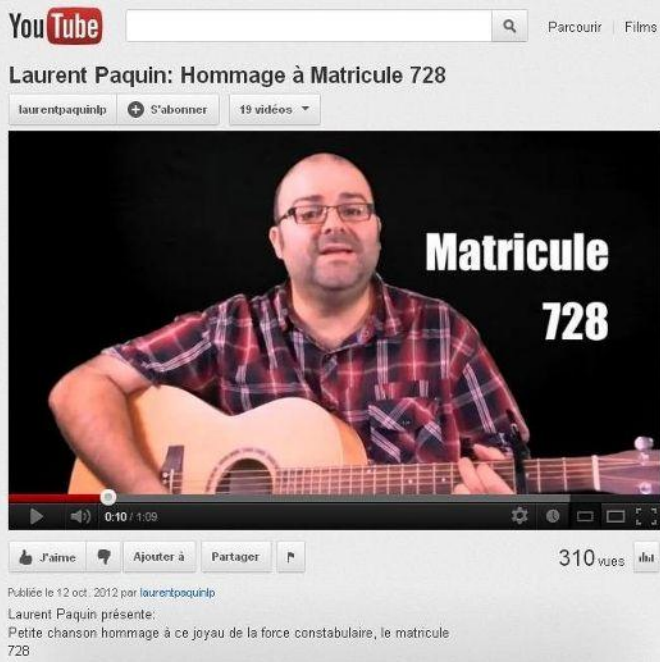 YouTube
Parcourir Films
Laurent Paquin: Hommage à Matricule 728
laurentpaquinlp S'abonner 19 vidéos
Matricule
728
0:10 / 1:09
J'aime Ajouter à Partager 310 vues
Publiée le 12 oct. 2012 par laurentpaquinlp
Laurent Paquin présente:
Petite chanson hommage à ce joyau de la force constabulaire, le matricule
728